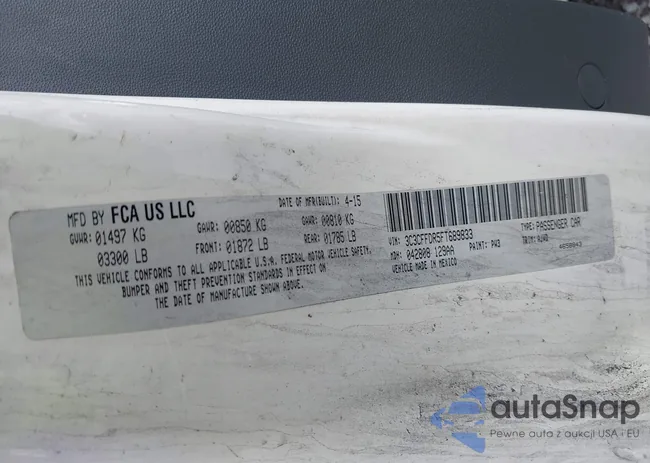 MFD BY FCA US LLC
DATE OF MFR(BUILT): 4-15
GVWR: 01497 KG
GAWR: 00850 KG
GAWR: 00810 KG
03300 LB
FRONT: 01872 LB
REAR: 01785 LB
THIS VEHICLE CONFORMS TO ALL APPLICABLE U.S.A. FEDERAL MOTOR VEHICLE SAFETY,
BUMPER AND THEFT PREVENTION STANDARDS IN EFFECT ON
THE DATE OF MANUFACTURE SHOWN ABOVE.
VIN: 3C3CFFDR5FT689833
TYPE: PASSENGER CAR
MDH: 042808 129AA
PAINT: PW3
VEHICLE MADE IN MEXICO
autaSnap
Pewne auta z aukcji USA i EU